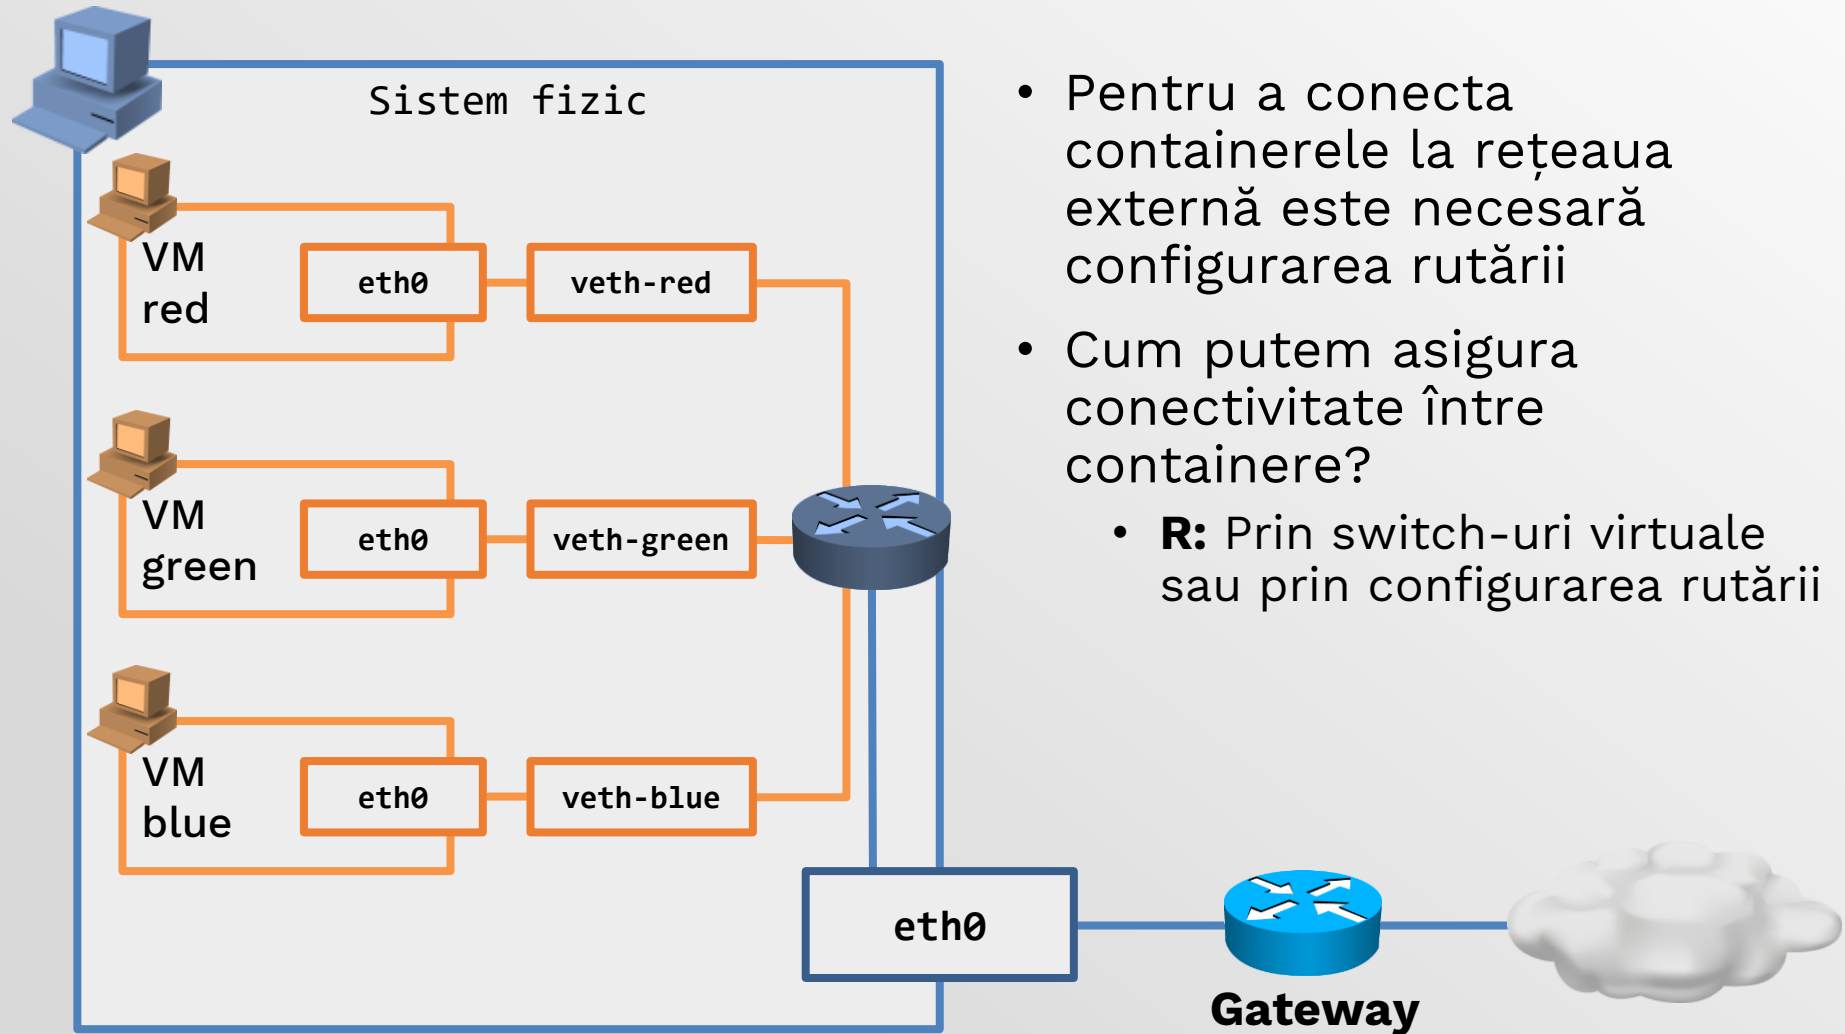 Sistem fizic
VM
red
eth0
veth-red
VM
green
eth0
veth-green
VM
blue
eth0
veth-blue
eth0
Gateway
• Pentru a conecta
containerele la rețeaua
externă este necesară
configurarea rutării
• Cum putem asigura
conectivitate între
containere?
• R: Prin switch-uri virtuale
sau prin configurarea rutării